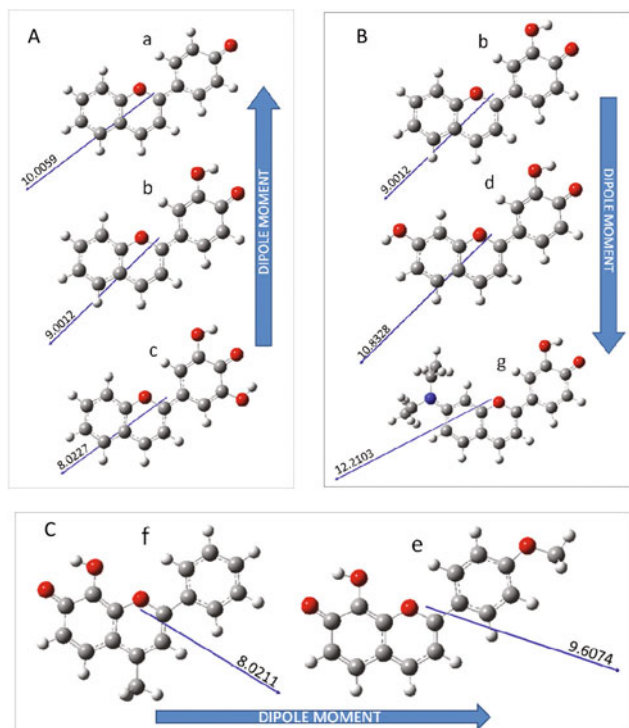 A
a
10.0059
b
9.0012
c
8.0227
DIPOLE MOMENT
B
b
9.0012
d
10.8328
g
12.2103
DIPOLE MOMENT
C
f
8.0211
e
9.6074
DIPOLE MOMENT